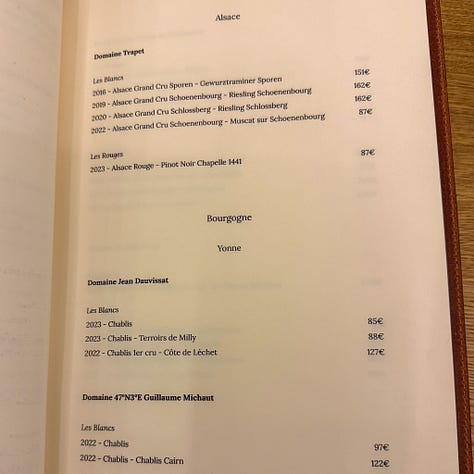 Alsace
Domaine Trapet
Les Blancs
2016 - Alsace Grand Cru Sporen - Gewurztraminer Sporen 151€
2019 - Alsace Grand Cru Schoenenbourg - Riesling Schoenenbourg 162€
2020 - Alsace Grand Cru Schlossberg - Riesling Schlossberg 162€
2022 - Alsace Grand Cru Schoenenbourg - Muscat sur Schoenenbourg 87€
Les Rouges
2023 - Alsace Rouge - Pinot Noir Chapelle 1441 87€
Bourgogne
Yonne
Domaine Jean Dauvissat
Les Blancs
2023 - Chablis 85€
2023 - Chablis - Terroirs de Milly 88€
2022 - Chablis 1er cru - Côte de Léchet 127€
Domaine 47°N3°E Guillaume Michaut
Les Blancs
2022 - Chablis 97€
2022 - Chablis - Chablis Cairn 122€